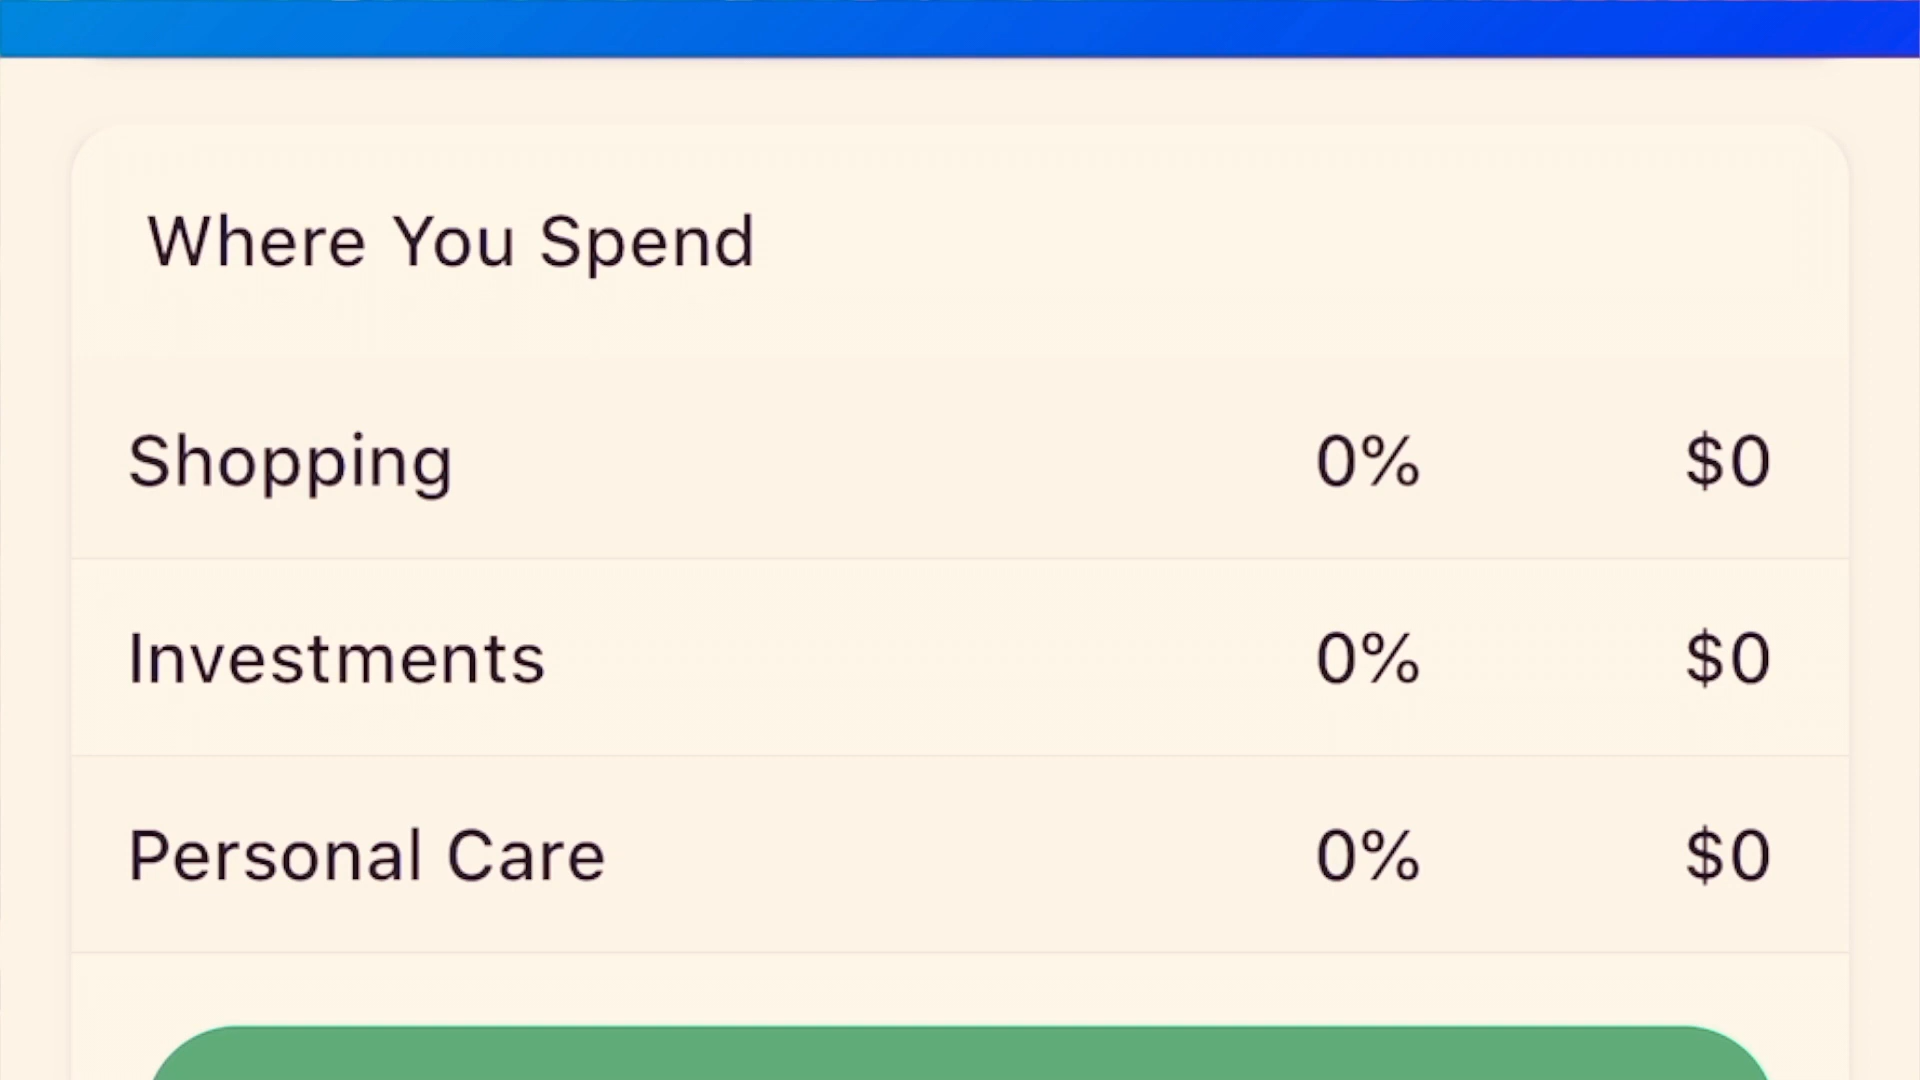 Where You Spend
Shopping 0% $0
Investments 0% $0
Personal Care 0% $0